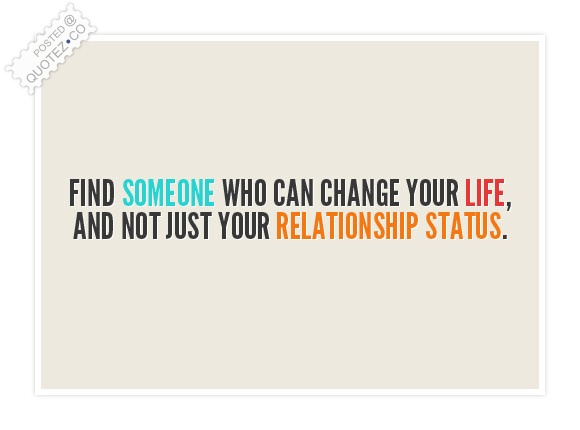 POSTED @
QUOTEZ.CO
FIND SOMEONE WHO CAN CHANGE YOUR LIFE,
AND NOT JUST YOUR RELATIONSHIP STATUS.